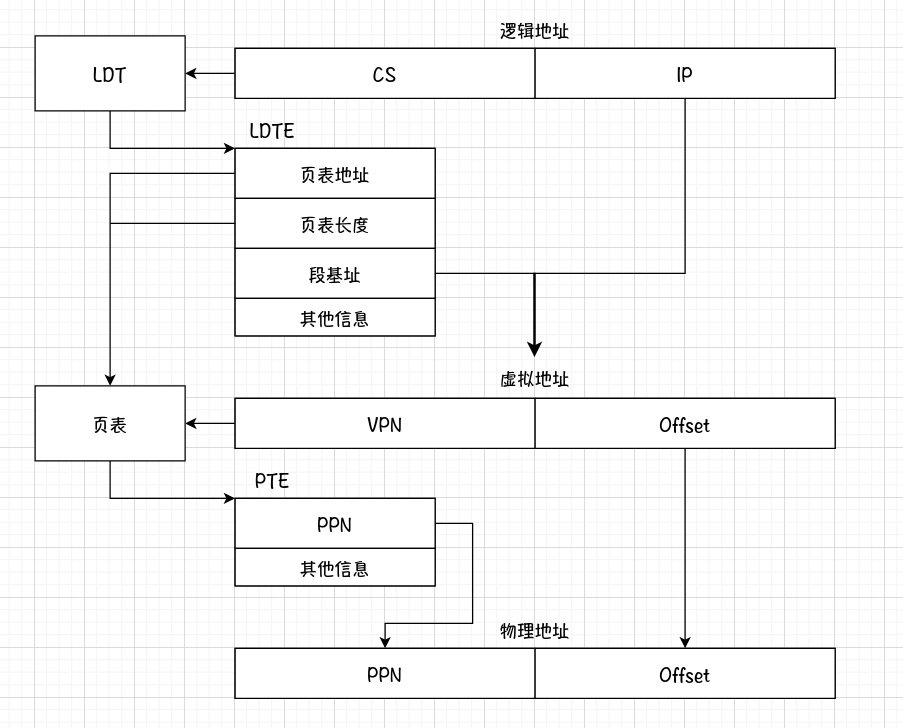 逻辑地址
LDT
CS
IP
LDTE
页表地址
页表长度
段基址
其他信息
虚拟地址
页表
VPN
Offset
PTE
PPN
其他信息
物理地址
PPN
Offset